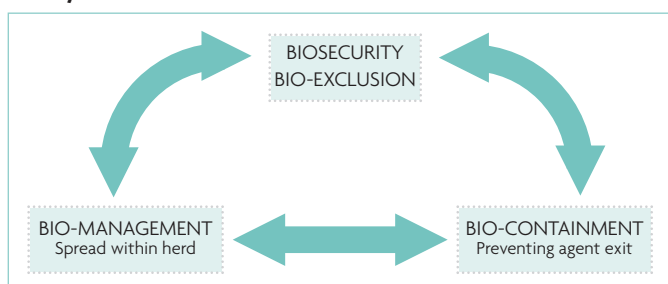 BIOSECURITY
BIO-EXCLUSION
BIO-MANAGEMENT
Spread within herd
BIO-CONTAINMENT
Preventing agent exit